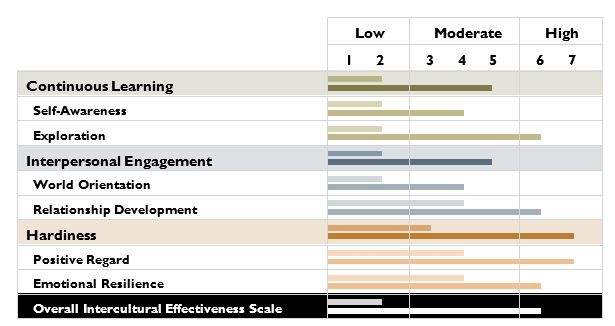 Low Moderate High
1 2 3 4 5 6 7
Continuous Learning
Self-Awareness
Exploration
Interpersonal Engagement
World Orientation
Relationship Development
Hardiness
Positive Regard
Emotional Resilience
Overall Intercultural Effectiveness Scale